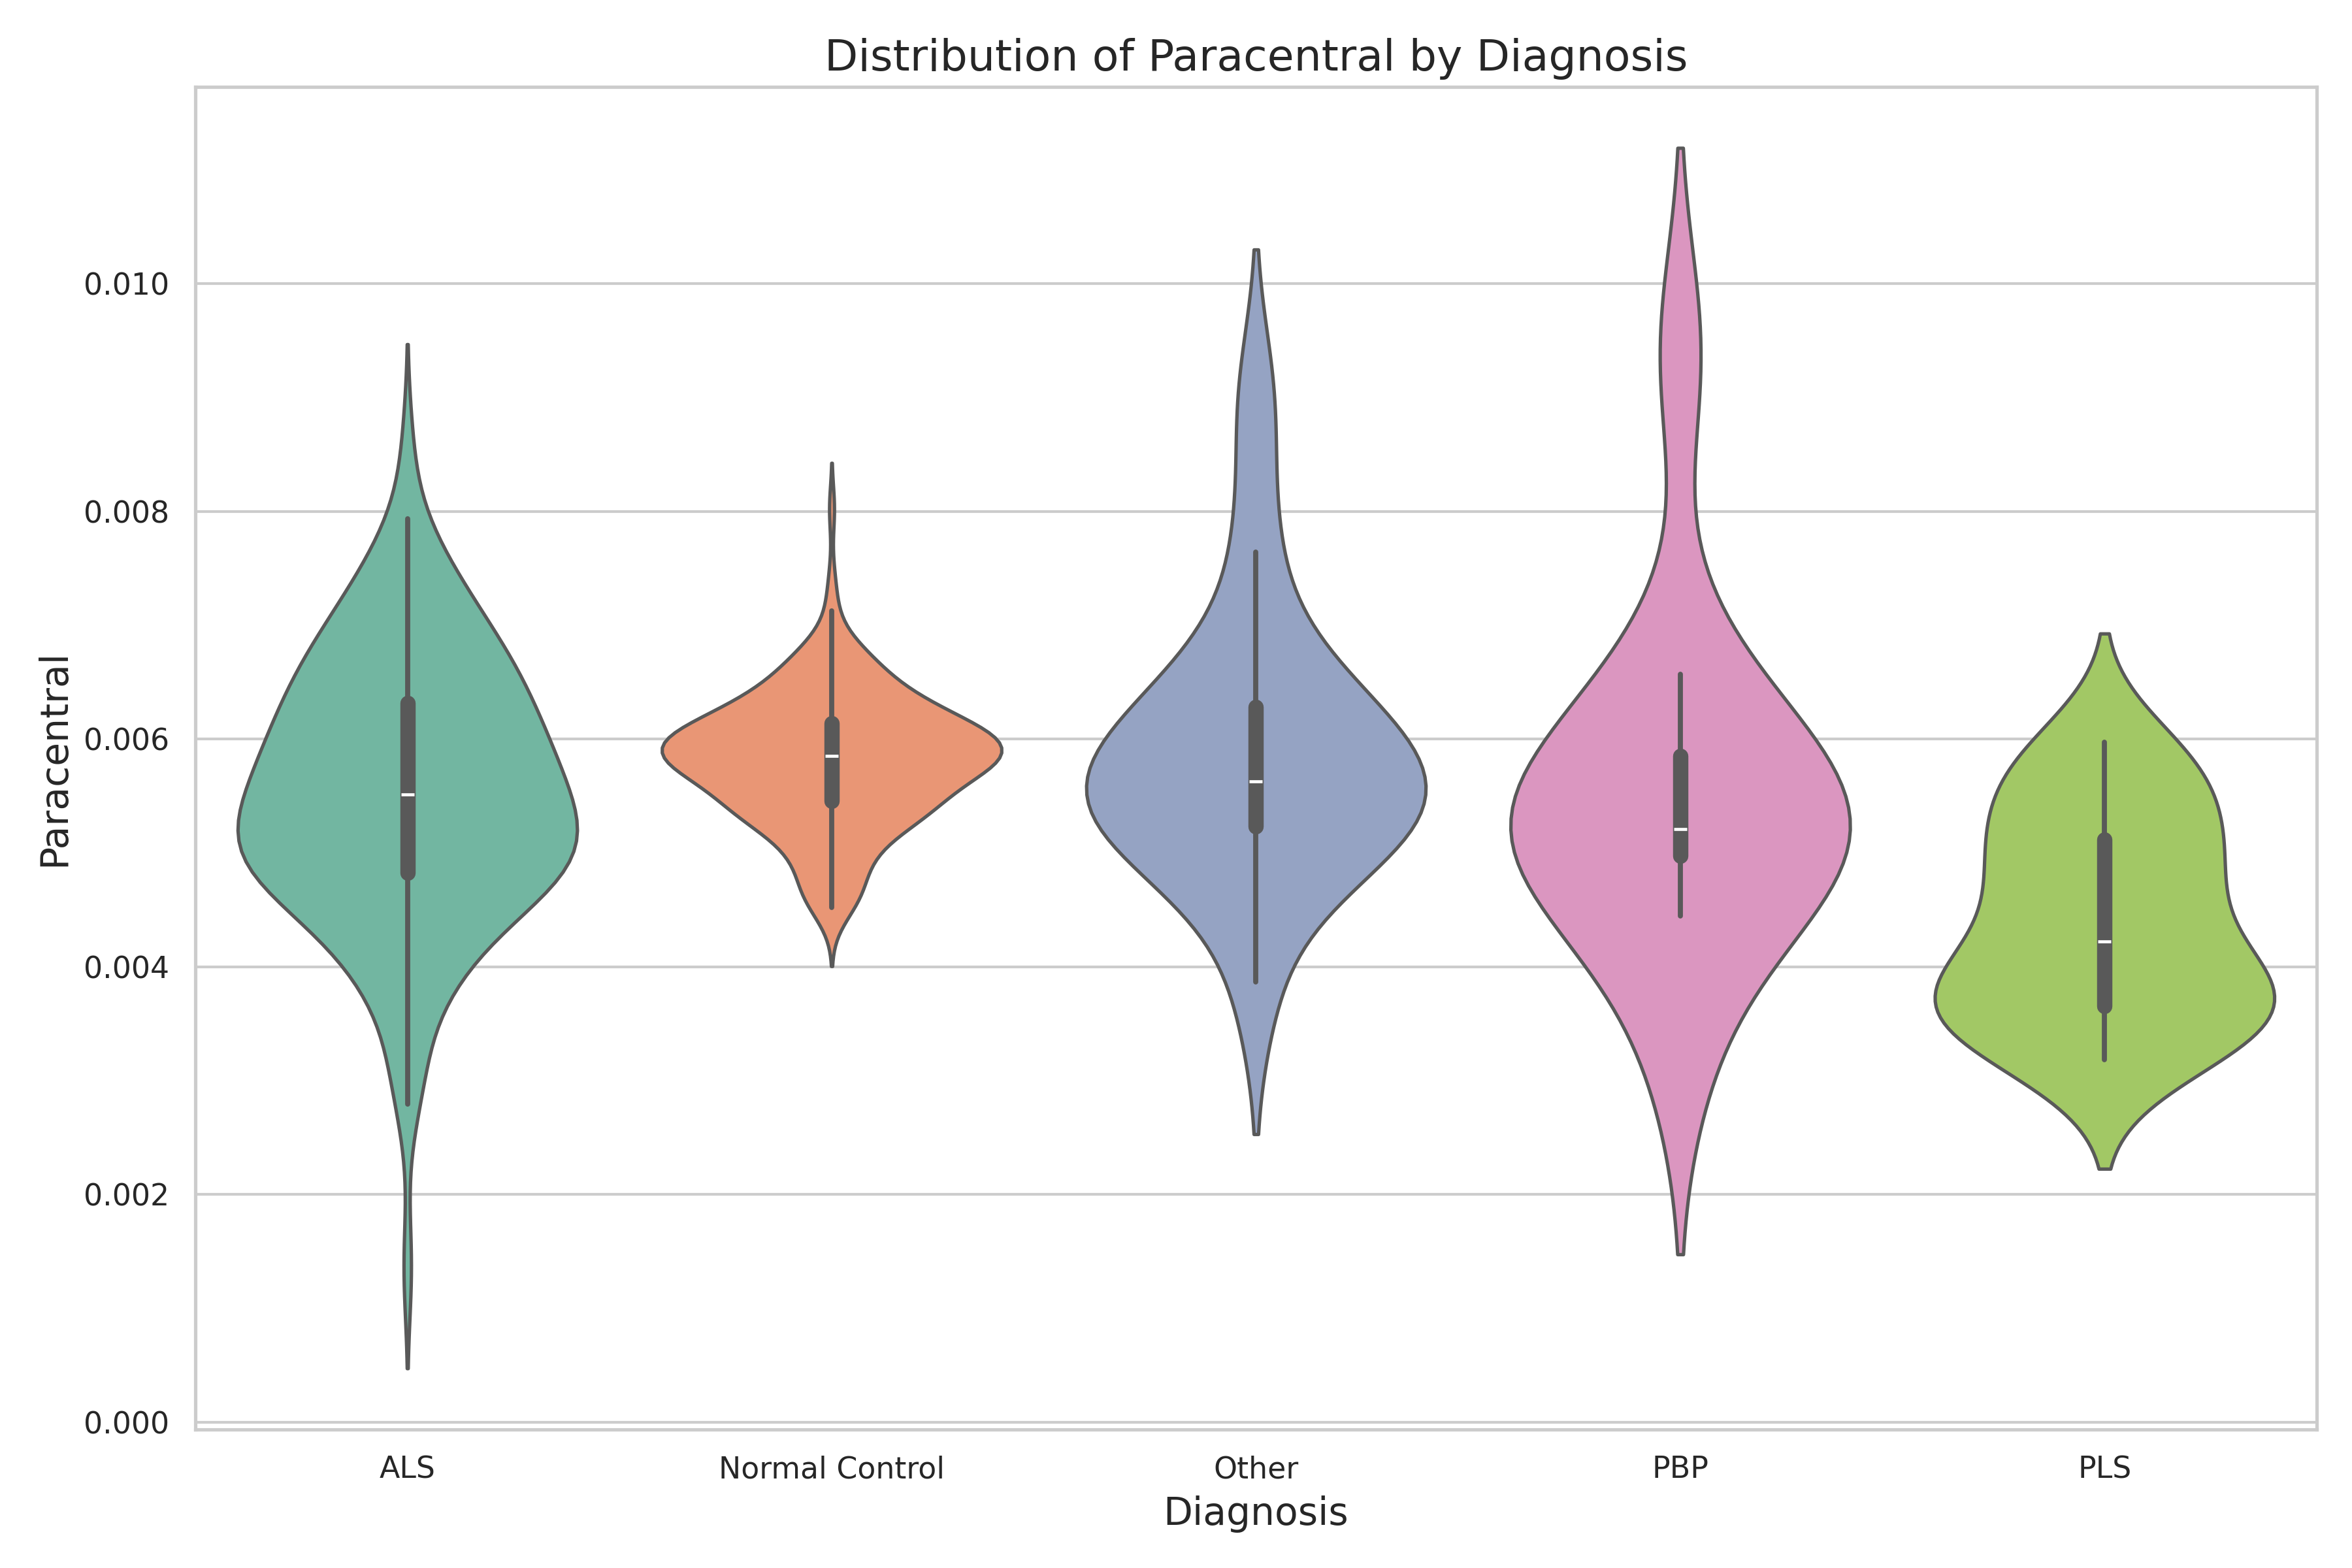 Distribution of Paracentral by Diagnosis
Paracentral
0.010
0.008
0.006
0.004
0.002
0.000
ALS
Normal Control
Other
PBP
PLS
Diagnosis